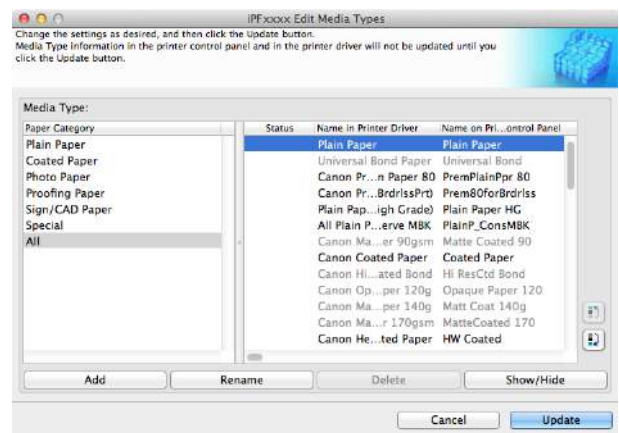 iPFxxxx Edit Media Types
Change the settings as desired, and then click the Update button.
Media Type information in the printer control panel and in the printer driver will not be updated until you
click the Update button.
Media Type:
Paper Category
Plain Paper
Coated Paper
Photo Paper
Proofing Paper
Sign/CAD Paper
Special
All
Status Name in Printer Driver Name on Pri...ontrol Panel
Plain Paper Plain Paper
Universal Bond Paper Universal Bond
Canon Pr...n Paper 80 PremPlainPpr 80
Canon Pr...BrdrlssPrt) Prem80forBrdrlss
Plain Pap...igh Grade) Plain Paper HG
All Plain P...erve MBK PlainP_ConsMBK
Canon Ma...er 90gsm Matte Coated 90
Canon Coated Paper Coated Paper
Canon Hi...ated Bond Hi ResCtd Bond
Canon Op...per 120g Opaque Paper 120
Canon Ma...per 140g Matt Coat 140g
Canon Ma...r 170gsm MatteCoated 170
Canon He...ted Paper HW Coated
Add Rename Delete Show/Hide
Cancel Update